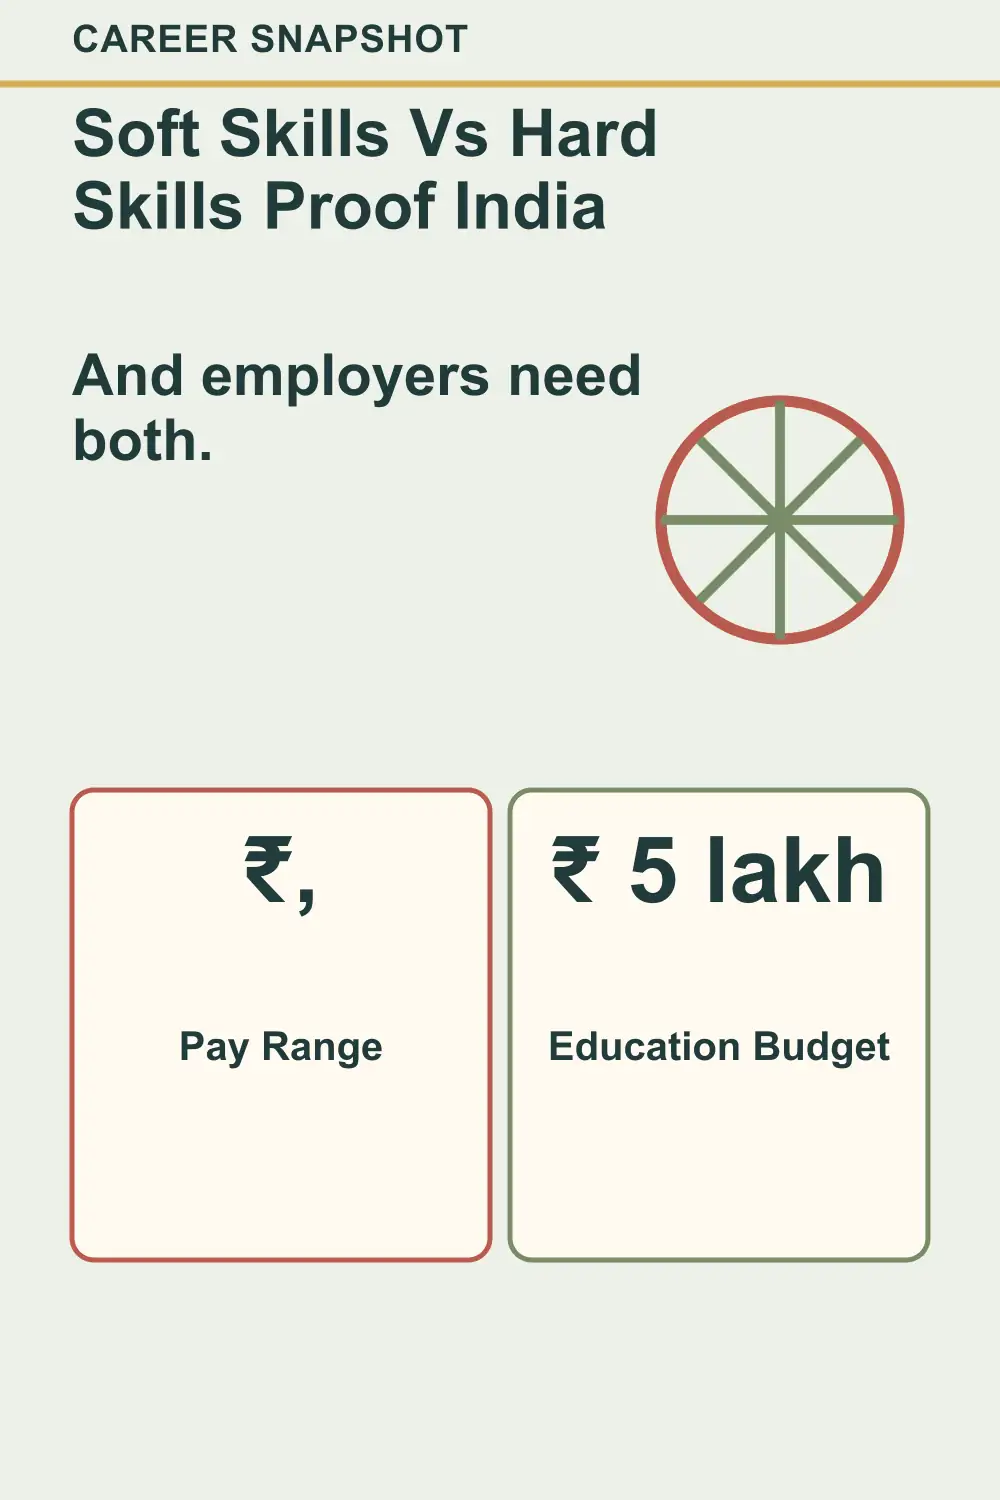 CAREER SNAPSHOT
Soft Skills Vs Hard
Skills Proof India
And employers need
both.
₹,
Pay Range
₹ 5 lakh
Education Budget